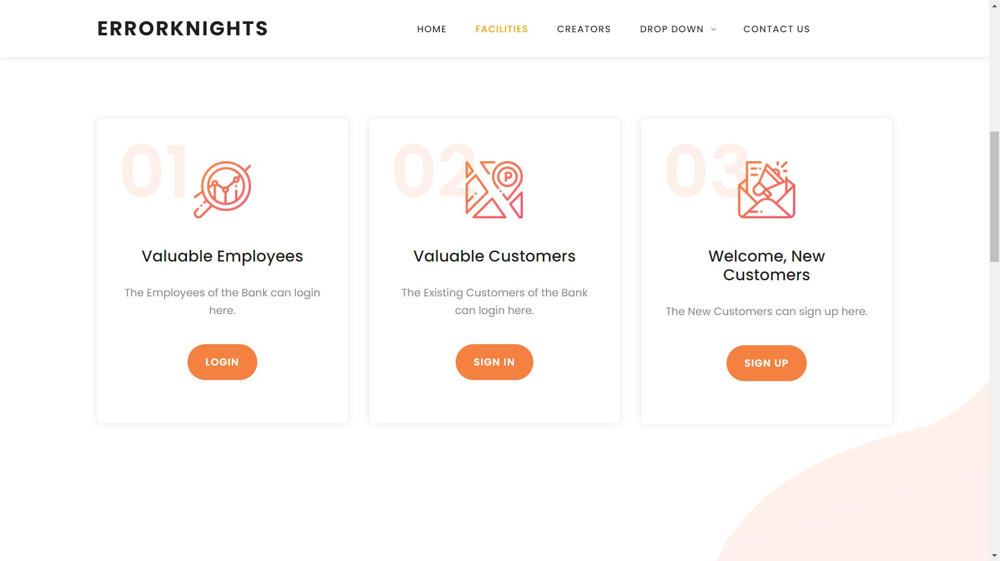 ERRORKNIGHTS
HOME
FACILITIES
CREATORS
DROP DOWN
CONTACT US
01
Valuable Employees
The Employees of the Bank can login
here.
LOGIN
02
P
Valuable Customers
The Existing Customers of the Bank
can login here.
SIGN IN
03
Welcome, New
Customers
The New Customers can sign up here.
SIGN UP